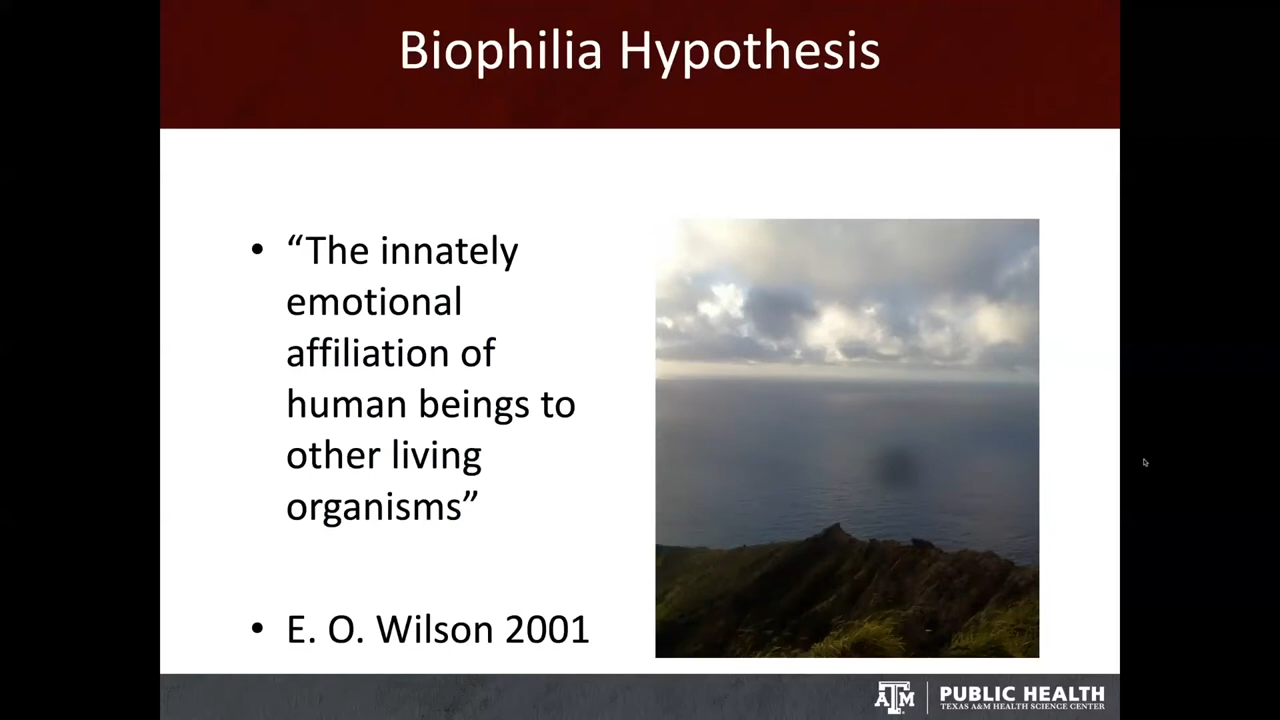 Biophilia Hypothesis
• “The innately
emotional
affiliation of
human beings to
other living
organisms”
• E. O. Wilson 2001
ATM
PUBLIC HEALTH
TEXAS A&M HEALTH SCIENCE CENTER